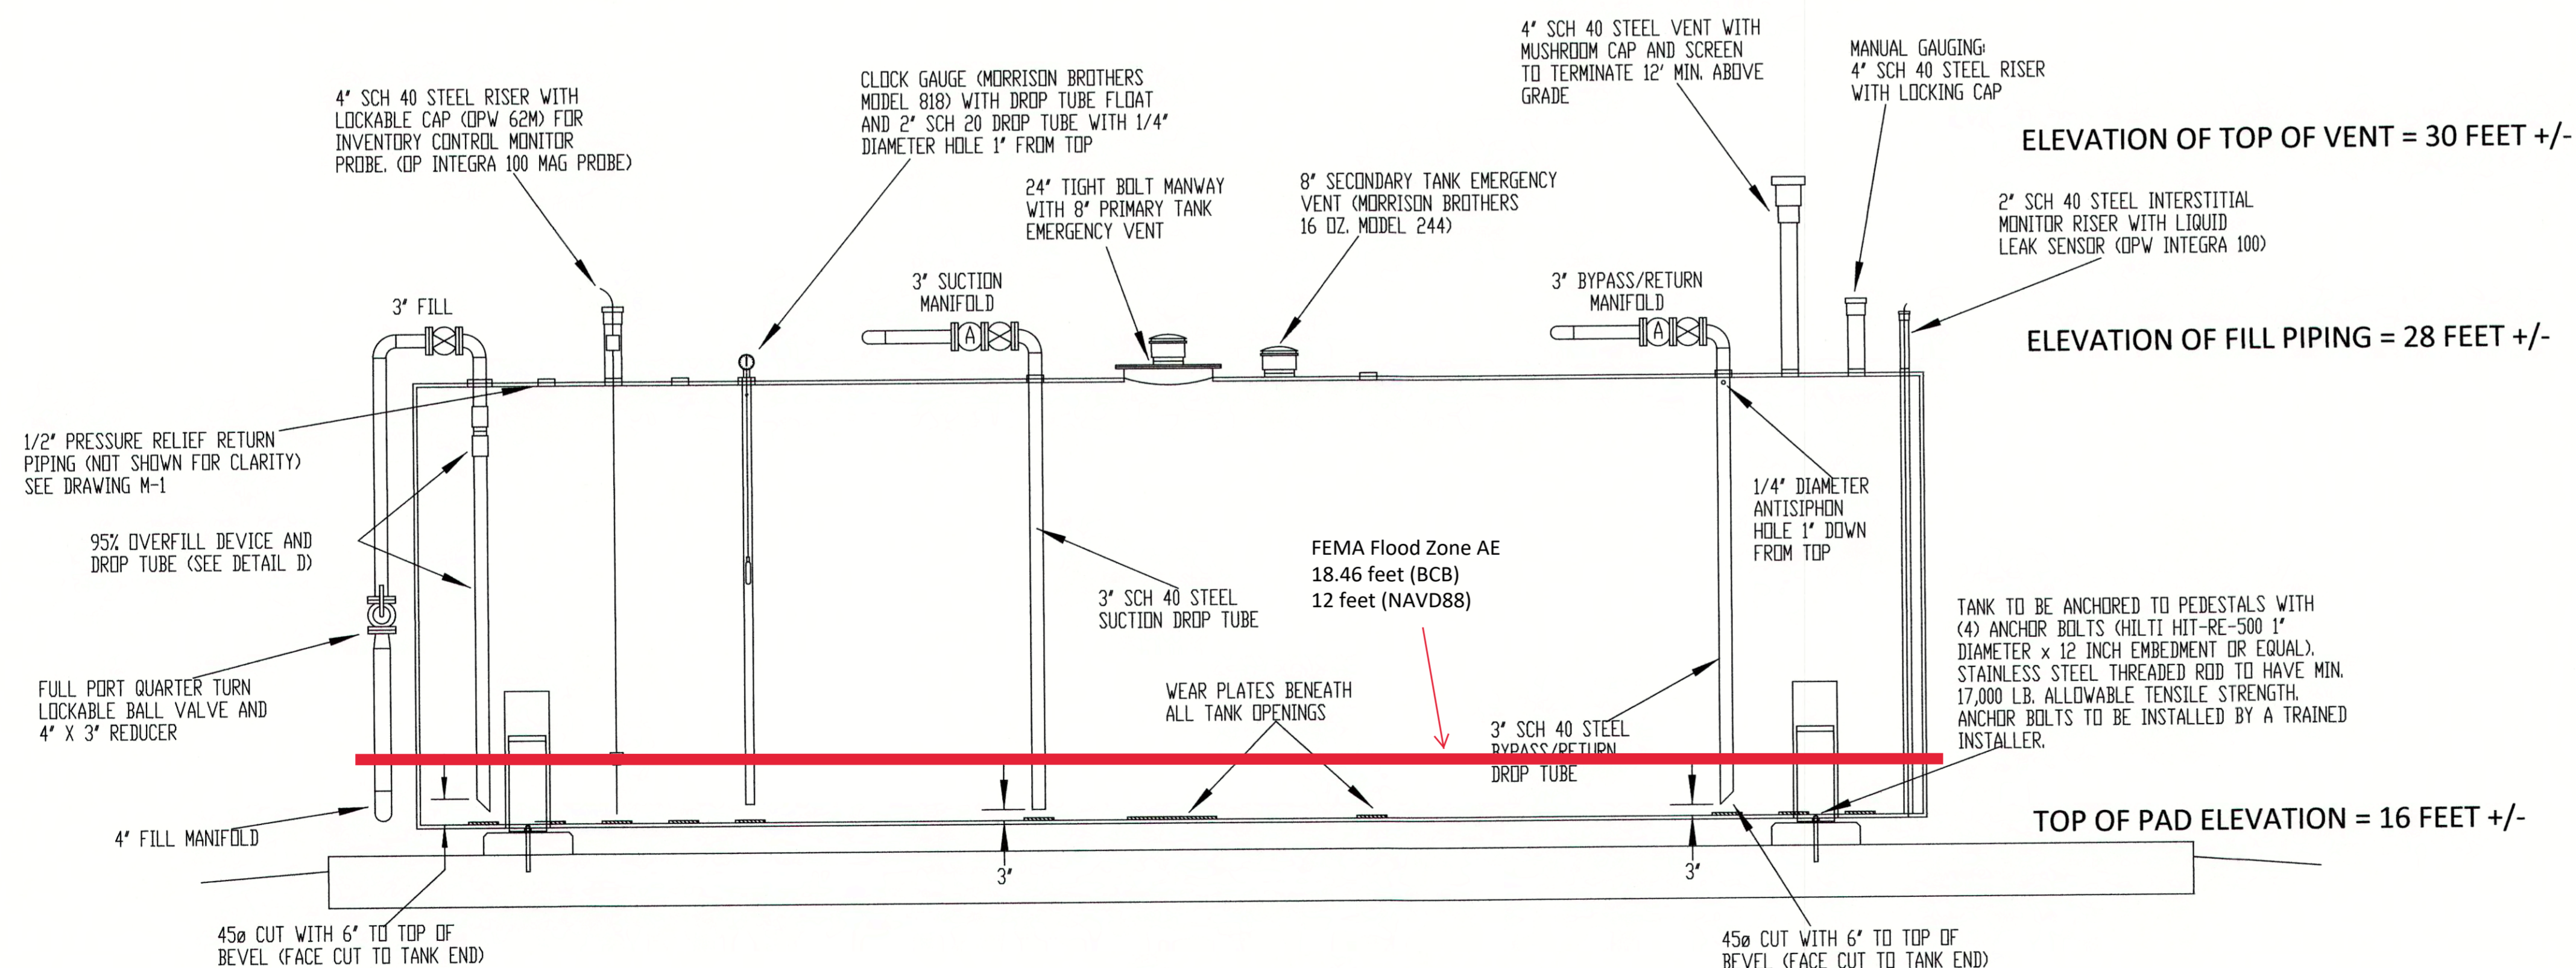 4" SCH 40 STEEL RISER WITH
LOCKABLE CAP (OPW 62M) FOR
INVENTORY CONTROL MONITOR
PROBE. (OP INTEGRA 100 MAG PROBE)
CLOCK GAUGE (MORRISON BROTHERS
MODEL 818) WITH DROP TUBE FLOAT
AND 2" SCH 20 DROP TUBE WITH 1/4"
DIAMETER HOLE 1" FROM TOP
24" TIGHT BOLT MANWAY
WITH 8" PRIMARY TANK
EMERGENCY VENT
8" SECONDARY TANK EMERGENCY
VENT (MORRISON BROTHERS
16 OZ. MODEL 244)
4" SCH 40 STEEL VENT WITH
MUSHROOM CAP AND SCREEN
TO TERMINATE 12' MIN. ABOVE
GRADE
MANUAL GAUGING:
4" SCH 40 STEEL RISER
WITH LOCKING CAP
ELEVATION OF TOP OF VENT = 30 FEET +/-
2" SCH 40 STEEL INTERSTITIAL
MONITOR RISER WITH LIQUID
LEAK SENSOR (OPW INTEGRA 100)
3" FILL
3" SUCTION
MANIFOLD
A
3" BYPASS/RETURN
MANIFOLD
A
ELEVATION OF FILL PIPING = 28 FEET +/-
1/2" PRESSURE RELIEF RETURN
PIPING (NOT SHOWN FOR CLARITY)
SEE DRAWING M-1
95% OVERFILL DEVICE AND
DROP TUBE (SEE DETAIL D)
FULL PORT QUARTER TURN
LOCKABLE BALL VALVE AND
4" X 3" REDUCER
4" FILL MANIFOLD
3" SCH 40 STEEL
SUCTION DROP TUBE
WEAR PLATES BENEATH
ALL TANK OPENINGS
FEMA Flood Zone AE
18.46 feet (BCB)
12 feet (NAVD88)
1/4" DIAMETER
ANTISIPHON
HOLE 1" DOWN
FROM TOP
3" SCH 40 STEEL
BYPASS/RETURN
DROP TUBE
TANK TO BE ANCHORED TO PEDESTALS WITH
(4) ANCHOR BOLTS (HILTI HIT-RE-500 1"
DIAMETER x 12 INCH EMBEDMENT OR EQUAL).
STAINLESS STEEL THREADED ROD TO HAVE MIN.
17,000 LB. ALLOWABLE TENSILE STRENGTH.
ANCHOR BOLTS TO BE INSTALLED BY A TRAINED
INSTALLER.
TOP OF PAD ELEVATION = 16 FEET +/-
3"
3"
45ø CUT WITH 6" TO TOP OF
BEVEL (FACE CUT TO TANK END)
45ø CUT WITH 6" TO TOP OF
BEVEL (FACE CUT TO TANK END)